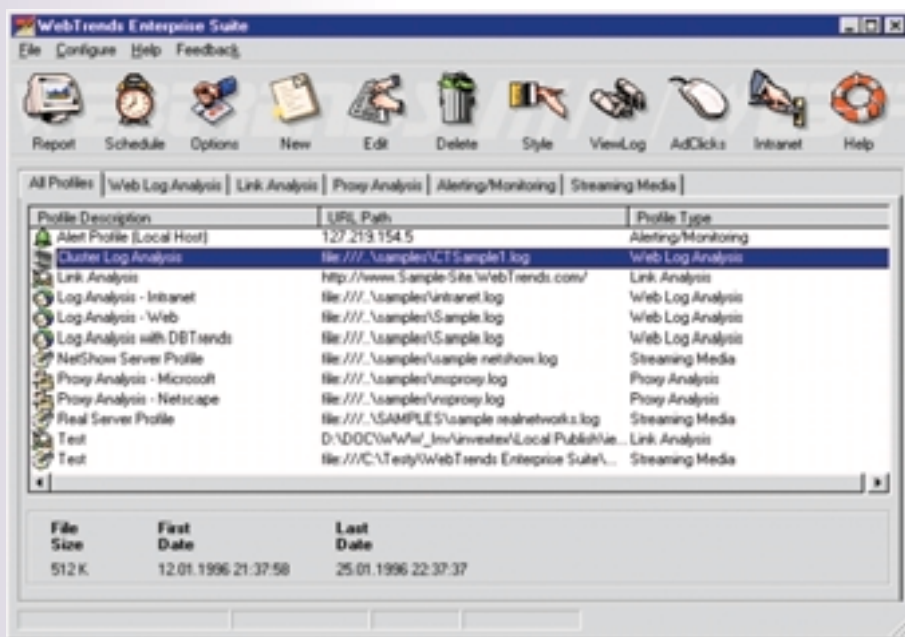 WebTrends Enterprise Suite
File Configure Help Feedback
Report Schedule Options New Edit Delete Style ViewLog AdClicks Intranet Help
All Profiles Web Log Analysis Link Analysis Proxy Analysis Alerting/Monitoring Streaming Media
Profile Description URL Path Profile Type
Alert Profile (Local Host) 127.219.154.5 Alerting/Monitoring
Cluster Log Analysis file:///..\samples\CTSample1.log Web Log Analysis
Link Analysis http://www.Sample-Site.WebTrends.com/ Link Analysis
Log Analysis - Intranet file:///..\samples\intranet.log Web Log Analysis
Log Analysis - Web file:///..\samples\Sample.log Web Log Analysis
Log Analysis with DBTrends file:///..\samples\Sample.log Web Log Analysis
NetShow Server Profile file:///..\samples\sample netshow.log Streaming Media
Proxy Analysis - Microsoft file:///..\samples\msproxy.log Proxy Analysis
Proxy Analysis - Netscape file:///..\samples\nsproxy.log Proxy Analysis
Real Server Profile file:///..\SAMPLES\sample realnetworks.log Streaming Media
Test D:\DOC\WWW_Inv\invextex\Local Publish\ie... Link Analysis
Test file:///C:\Testy\WebTrends Enterprise Suite\... Streaming Media
File Size First Date Last Date
512 K 12.01.1996 21:37:58 25.01.1996 22:37:37